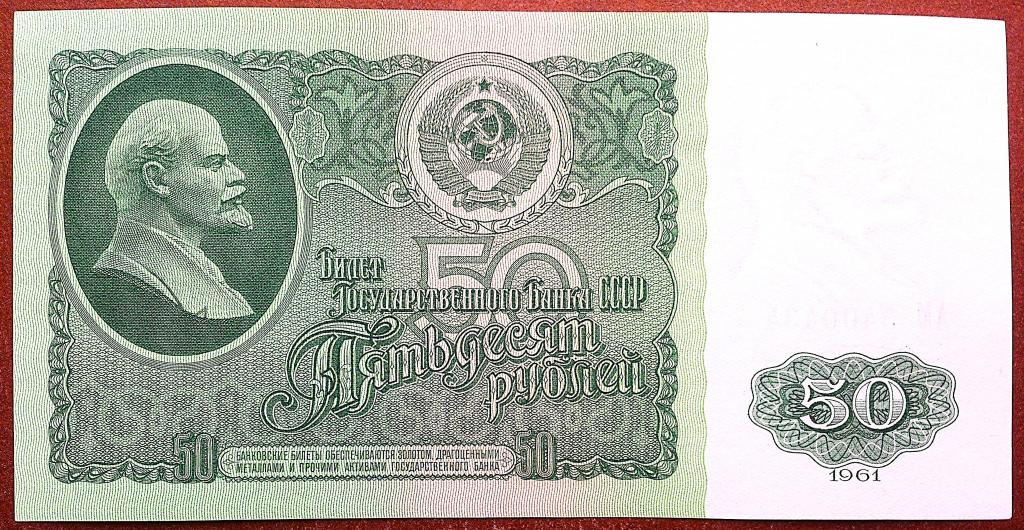 50
Билет
Государственного Банка СССР
Пятьдесят
рублей
50
БАНКОВСКИЕ БИЛЕТЫ ОБЕСПЕЧИВАЮТСЯ ЗОЛОТОМ, ДРАГОЦЕННЫМИ
МЕТАЛЛАМИ И ПРОЧИМИ АКТИВАМИ ГОСУДАРСТВЕННОГО БАНКА
50
50
1961